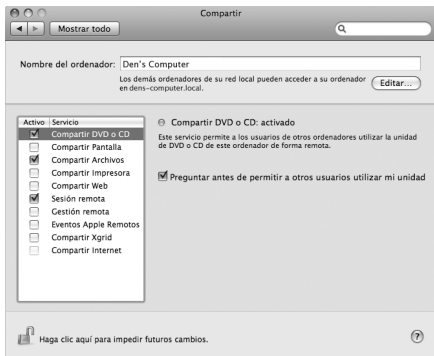 Compartir
Mostrar todo
Nombre del ordenador: Den's Computer
Los demás ordenadores de su red local pueden acceder a su ordenador
en dens-computer.local.
Editar...
Activo Servicio
Compartir DVD o CD
Compartir Pantalla
Compartir Archivos
Compartir Impresora
Compartir Web
Sesión remota
Gestión remota
Eventos Apple Remotos
Compartir Xgrid
Compartir Internet
Compartir DVD o CD: activado
Este servicio permite a los usuarios de otros ordenadores utilizar la unidad
de DVD o CD de este ordenador de forma remota.
Preguntar antes de permitir a otros usuarios utilizar mi unidad
Haga clic aquí para impedir futuros cambios.
?